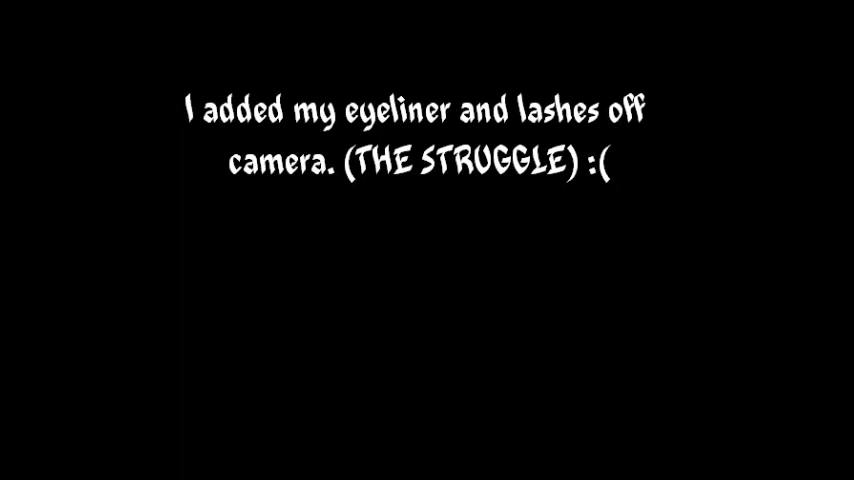 I added my eyeliner and lashes off
camera. (THE STRUGGLE) :(